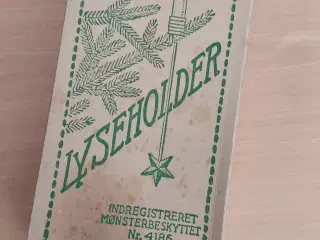 LYSEHOLDER
INDREGISTRERET
MØNSTERBESKYTTET
Nr. 4186